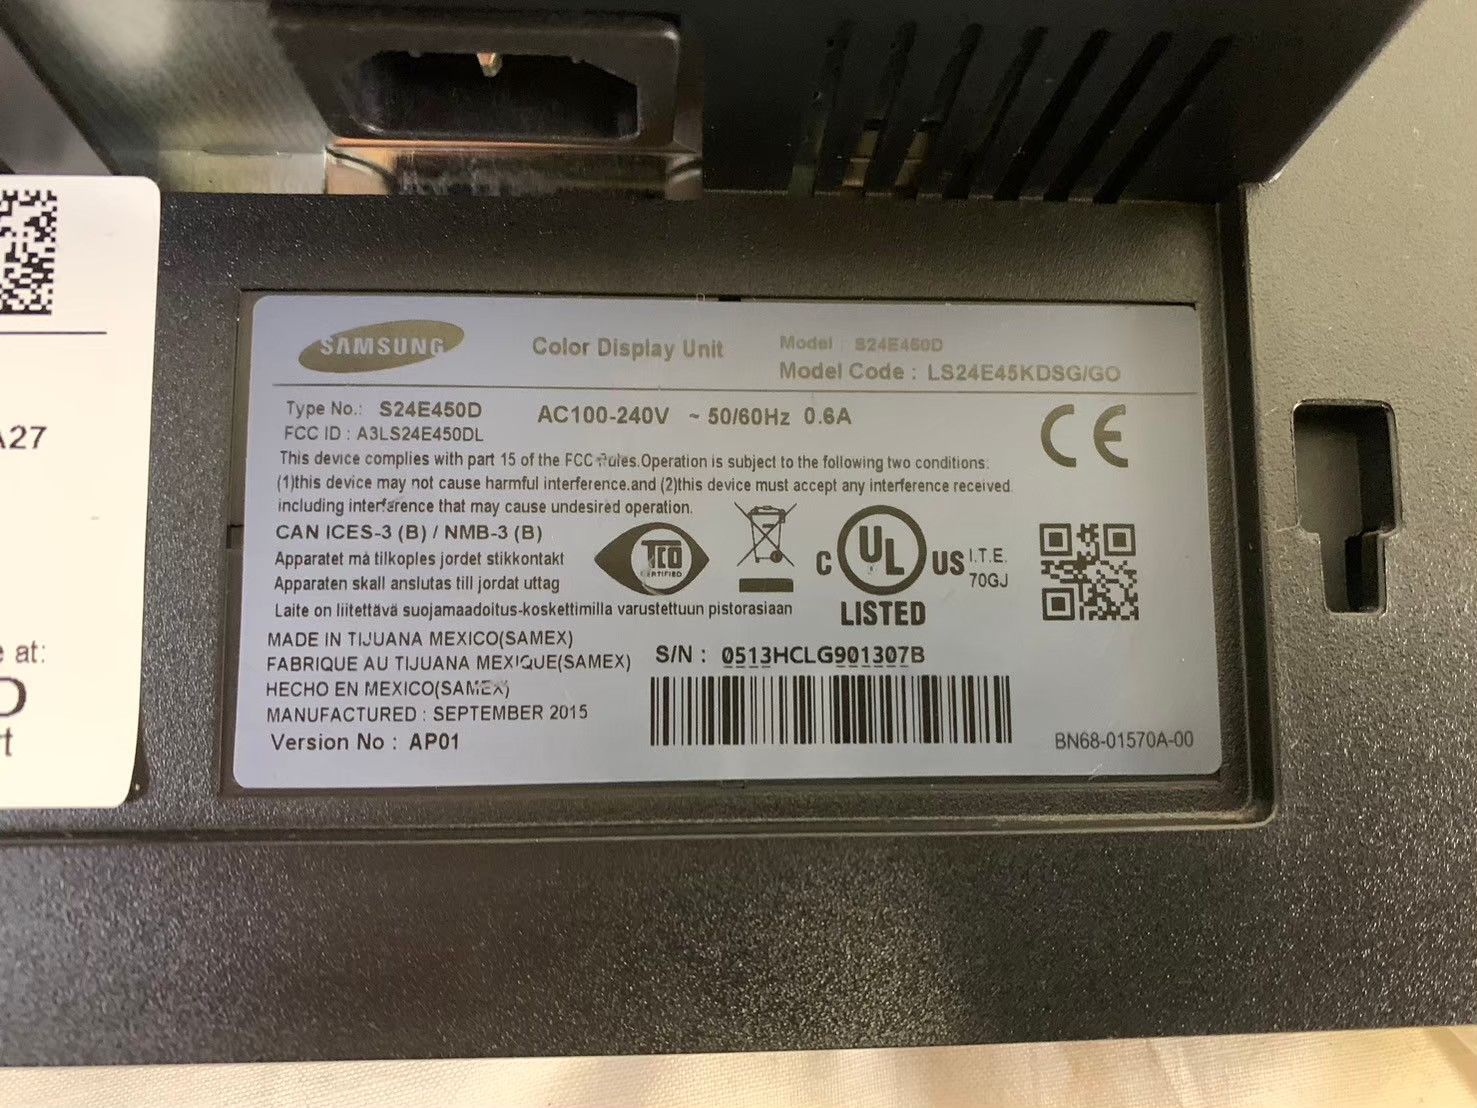 A27
e at:
D
rt
SAMSUNG
Color Display Unit
Model : S24E450D
Model Code : LS24E45KDSG/GO
Type No.: S24E450D
AC100-240V ~ 50/60Hz 0.6A
FCC ID : A3LS24E450DL
CE
This device complies with part 15 of the FCC Rules.Operation is subject to the following two conditions:
(1)this device may not cause harmful interference.and (2)this device must accept any interference received.
including interference that may cause undesired operation.
CAN ICES-3 (B) / NMB-3 (B)
Apparatet må tilkoples jordet stikkontakt
Apparaten skall anslutas till jordat uttag
Laite on liitettävä suojamaadoitus-koskettimilla varustettuun pistorasiaan
TCO
CERTIFIED
C UL US
LISTED
I.T.E.
70GJ
MADE IN TIJUANA MEXICO(SAMEX)
FABRIQUE AU TIJUANA MEXIQUE(SAMEX)
HECHO EN MEXICO(SAMEX)
MANUFACTURED : SEPTEMBER 2015
Version No : AP01
S/N : 0513HCLG901307B
BN68-01570A-00